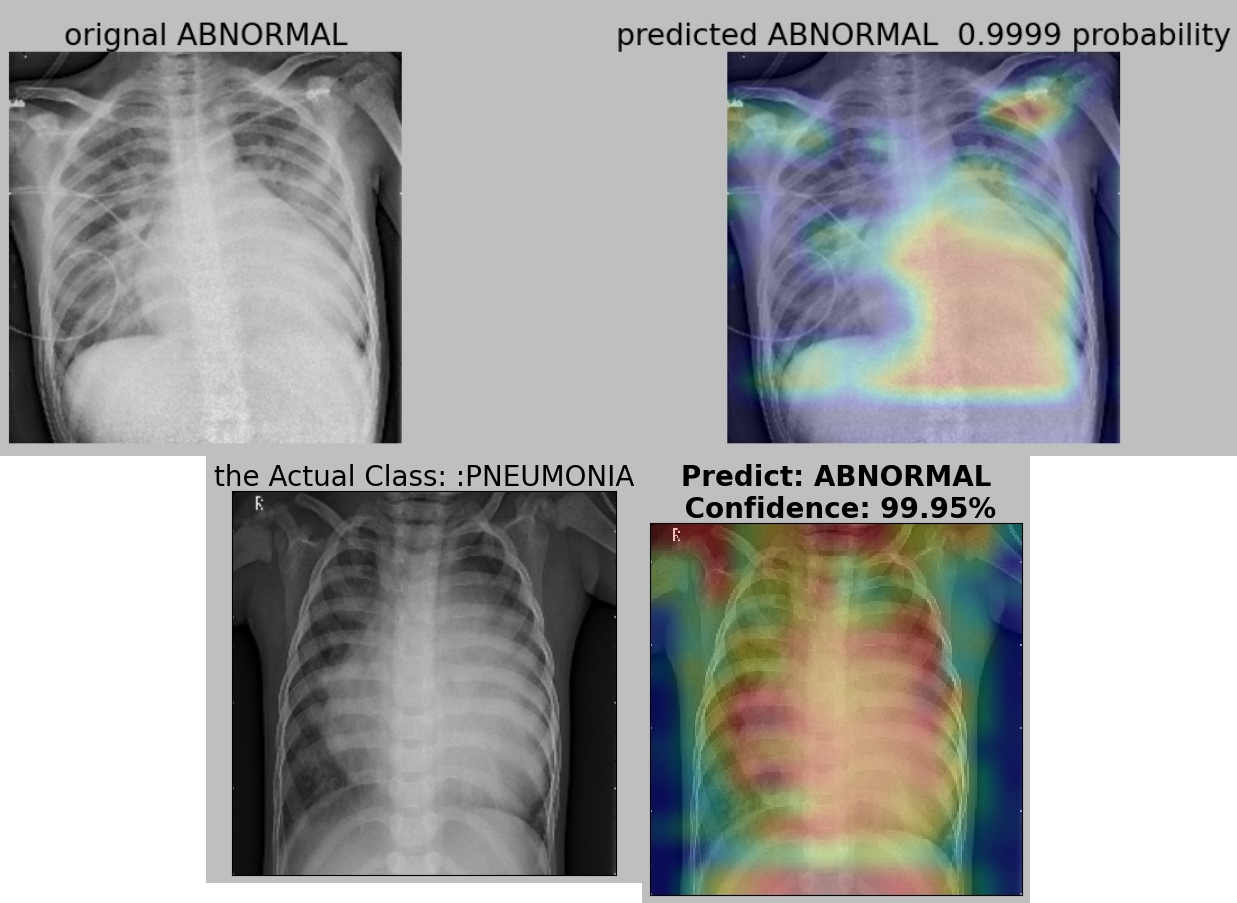 orignal ABNORMAL
predicted ABNORMAL  0.9999 probability
the Actual Class: :PNEUMONIA
Predict: ABNORMAL
Confidence: 99.95%
R
R